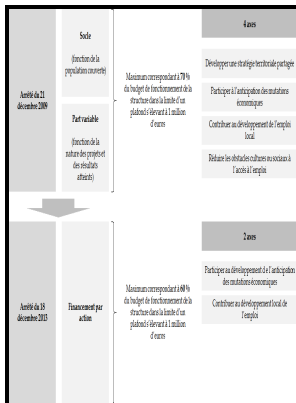 Arrêté du 21
décembre 2009
Socle
(fonction de la
population couverte)
Part variable
(fonction de la
nature des projets et
des résultats
atteints)
Maximum correspondant à 70 %
du budget de fonctionnement de la
structure dans la limite d'un
plafond s'élevant à 1 million
d'euros
4 axes
Développer une stratégie territoriale partagée
Participer à l'anticipation des mutations
économiques
Contribuer au développement de l'emploi
local
Réduire les obstacles culturels ou sociaux à
l'accès à l'emploi
Arrêté du 18
décembre 2013
Financement par
action
Maximum correspondant à 60 %
du budget de fonctionnement de la
structure dans la limite d'un
plafond s'élevant à 1 million
d'euros
2 axes
Participer au développement de l'anticipation
des mutations économiques
Contribuer au développement local de
l'emploi